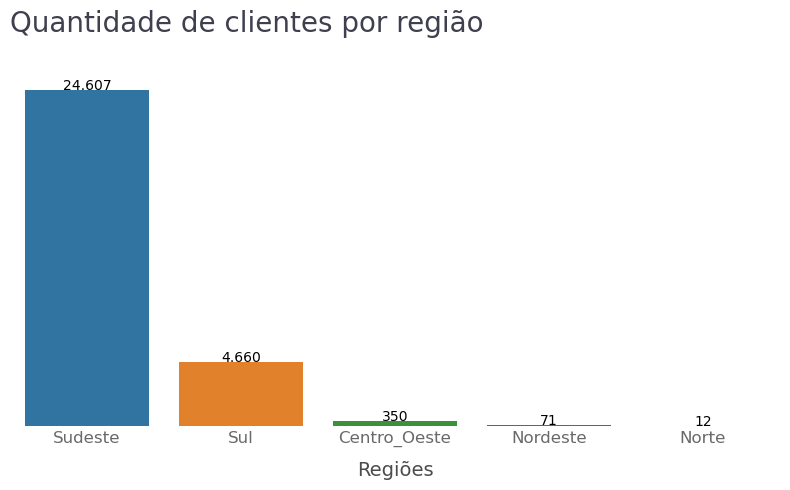 Quantidade de clientes por região
24.607
4.660
350
71
12
Sudeste
Sul
Centro_Oeste
Nordeste
Norte
Regiões